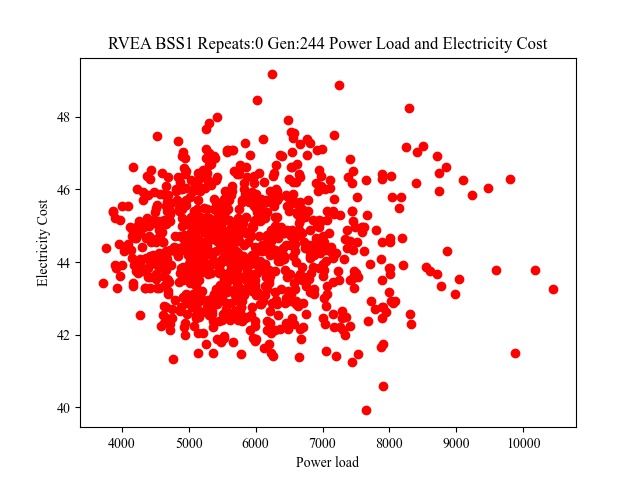 RVEA BSS1 Repeats:0 Gen:244 Power Load and Electricity Cost
48
46
44
42
40
Electricity Cost
4000 5000 6000 7000 8000 9000 10000
Power load